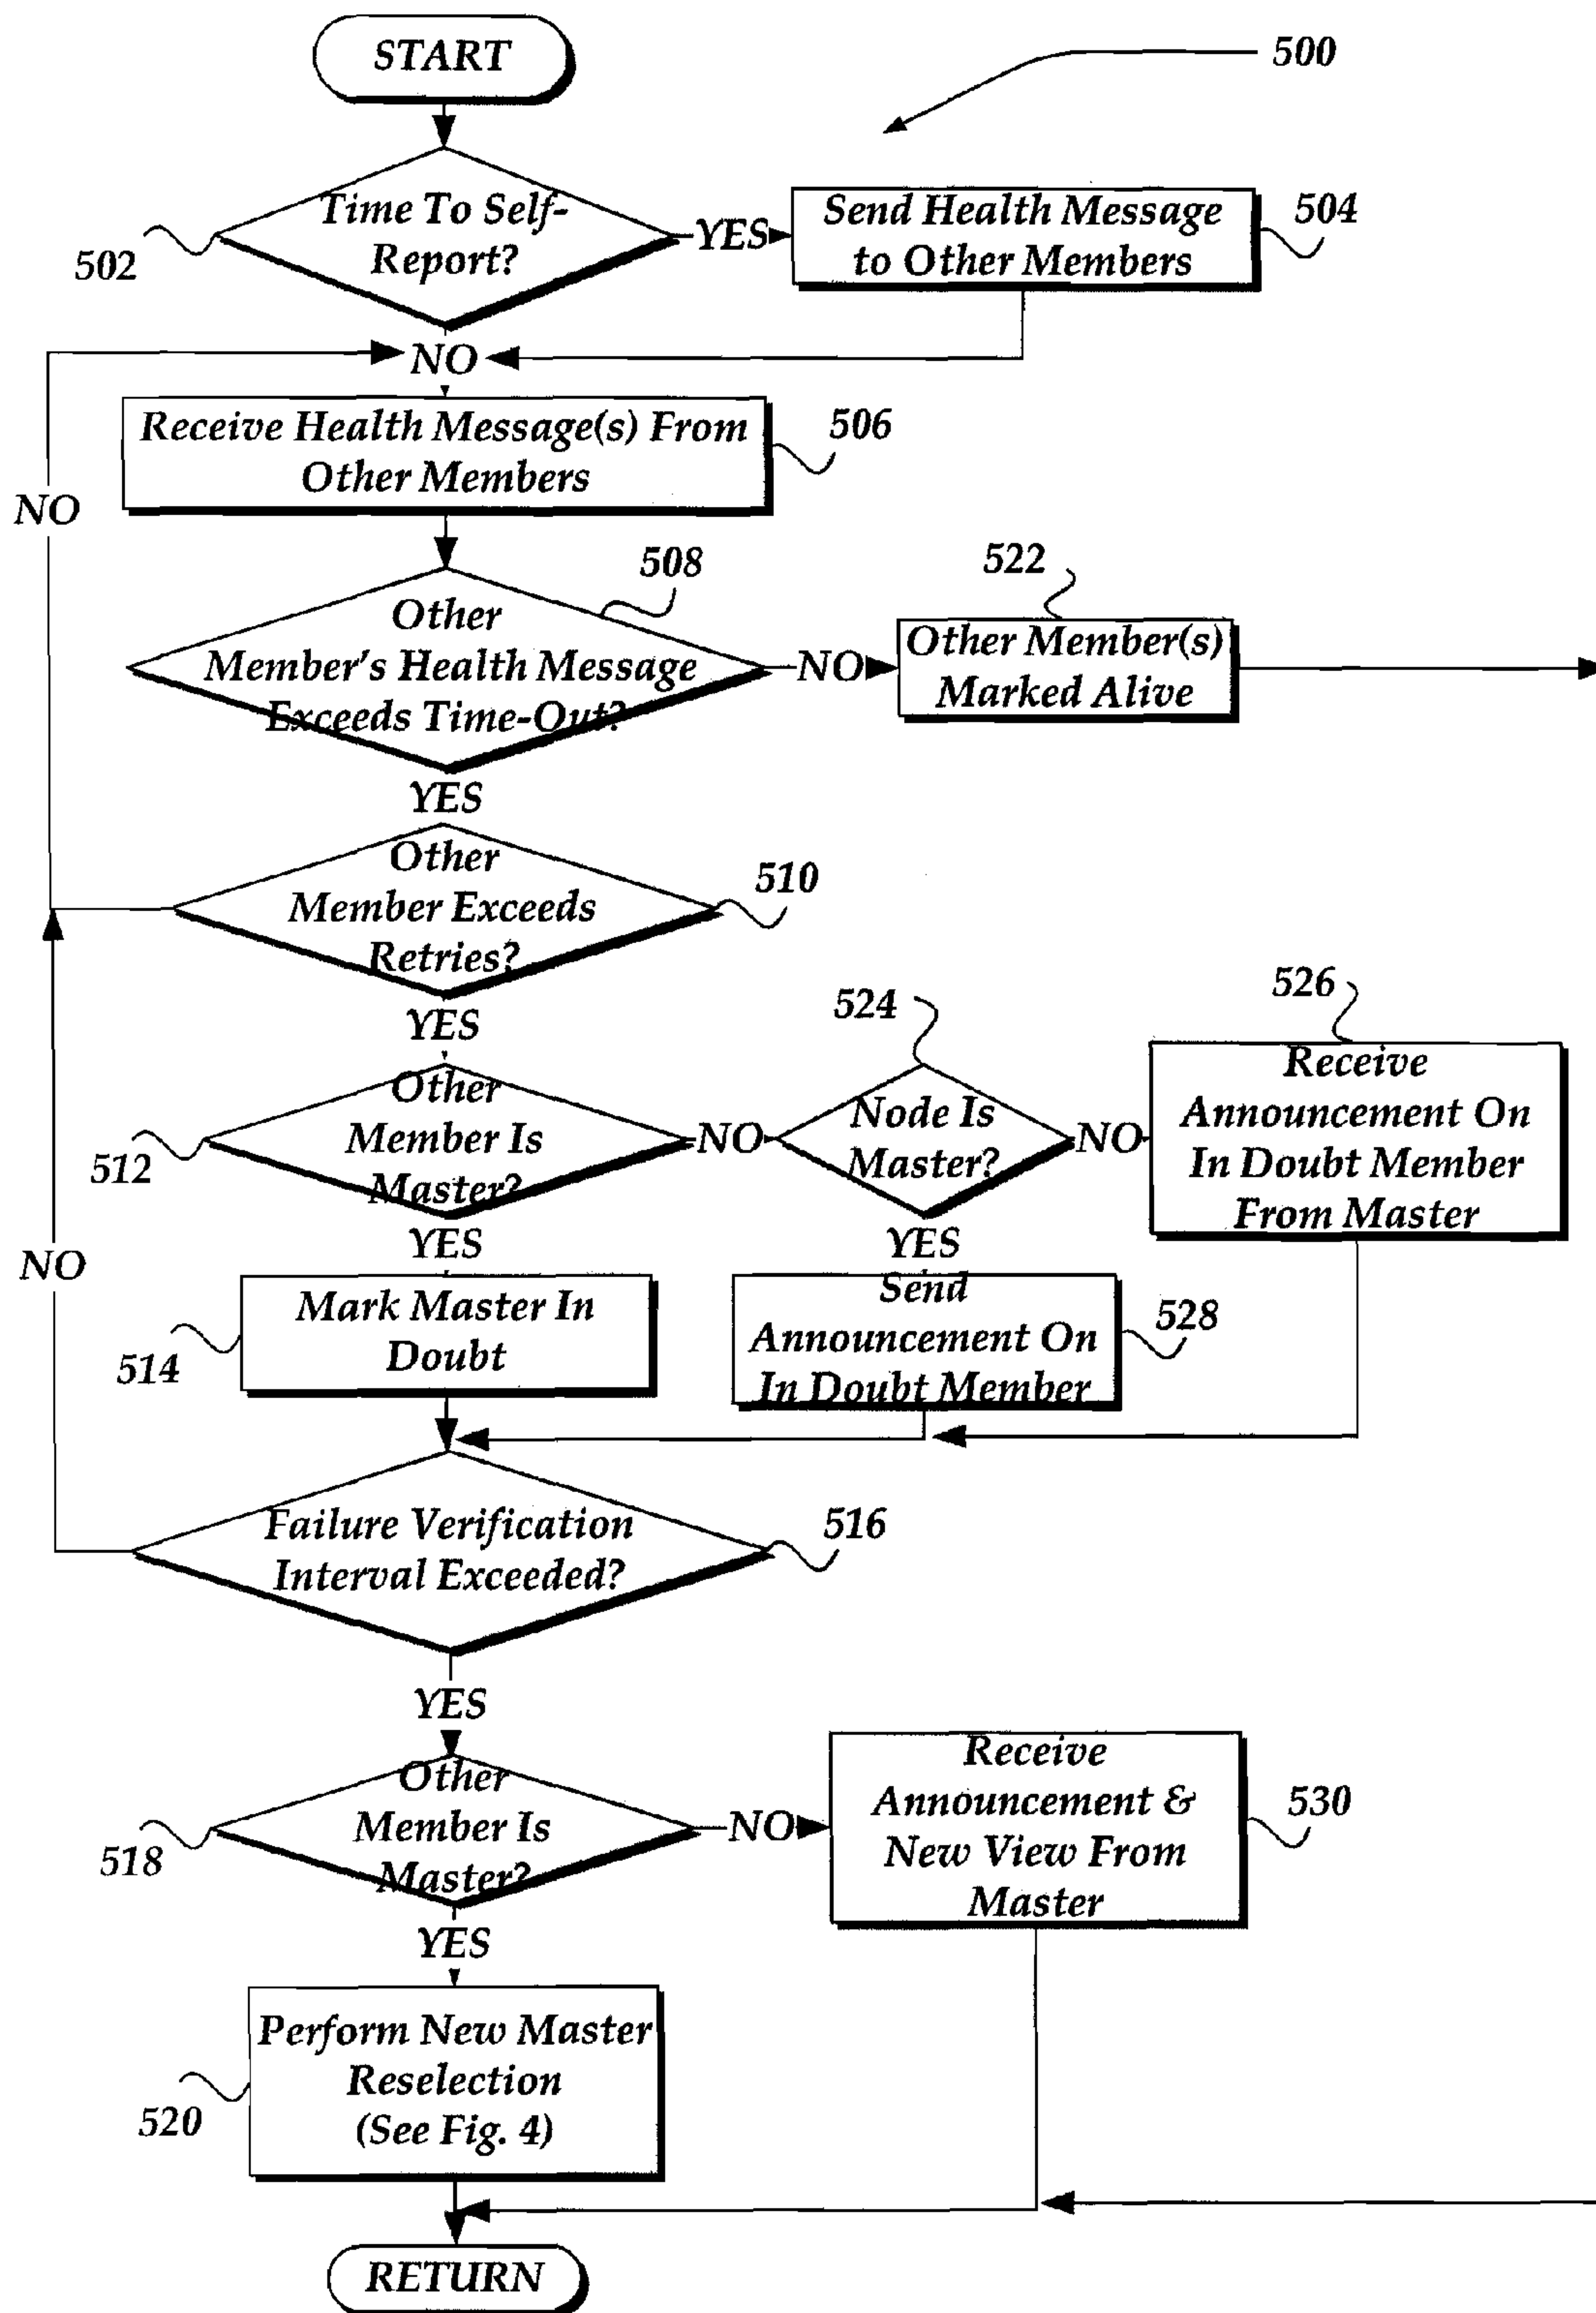 START
500
Time To Self-
Report?
502
YES
Send Health Message
to Other Members
504
NO
Receive Health Message(s) From
Other Members
506
NO
508
Other
Member's Health Message
Exceeds Time-Out?
NO
522
Other Member(s)
Marked Alive
YES
Other
Member Exceeds
Retries?
510
YES
Other
Member Is
Master?
512
NO
524
Node Is
Master?
NO
526
Receive
Announcement On
In Doubt Member
From Master
YES
Mark Master In
Doubt
514
YES
Send
Announcement On
In Doubt Member
528
NO
Failure Verification
Interval Exceeded?
516
YES
Other
Member Is
Master?
518
NO
Receive
Announcement &
New View From
Master
530
YES
Perform New Master
Reselection
(See Fig. 4)
520
RETURN